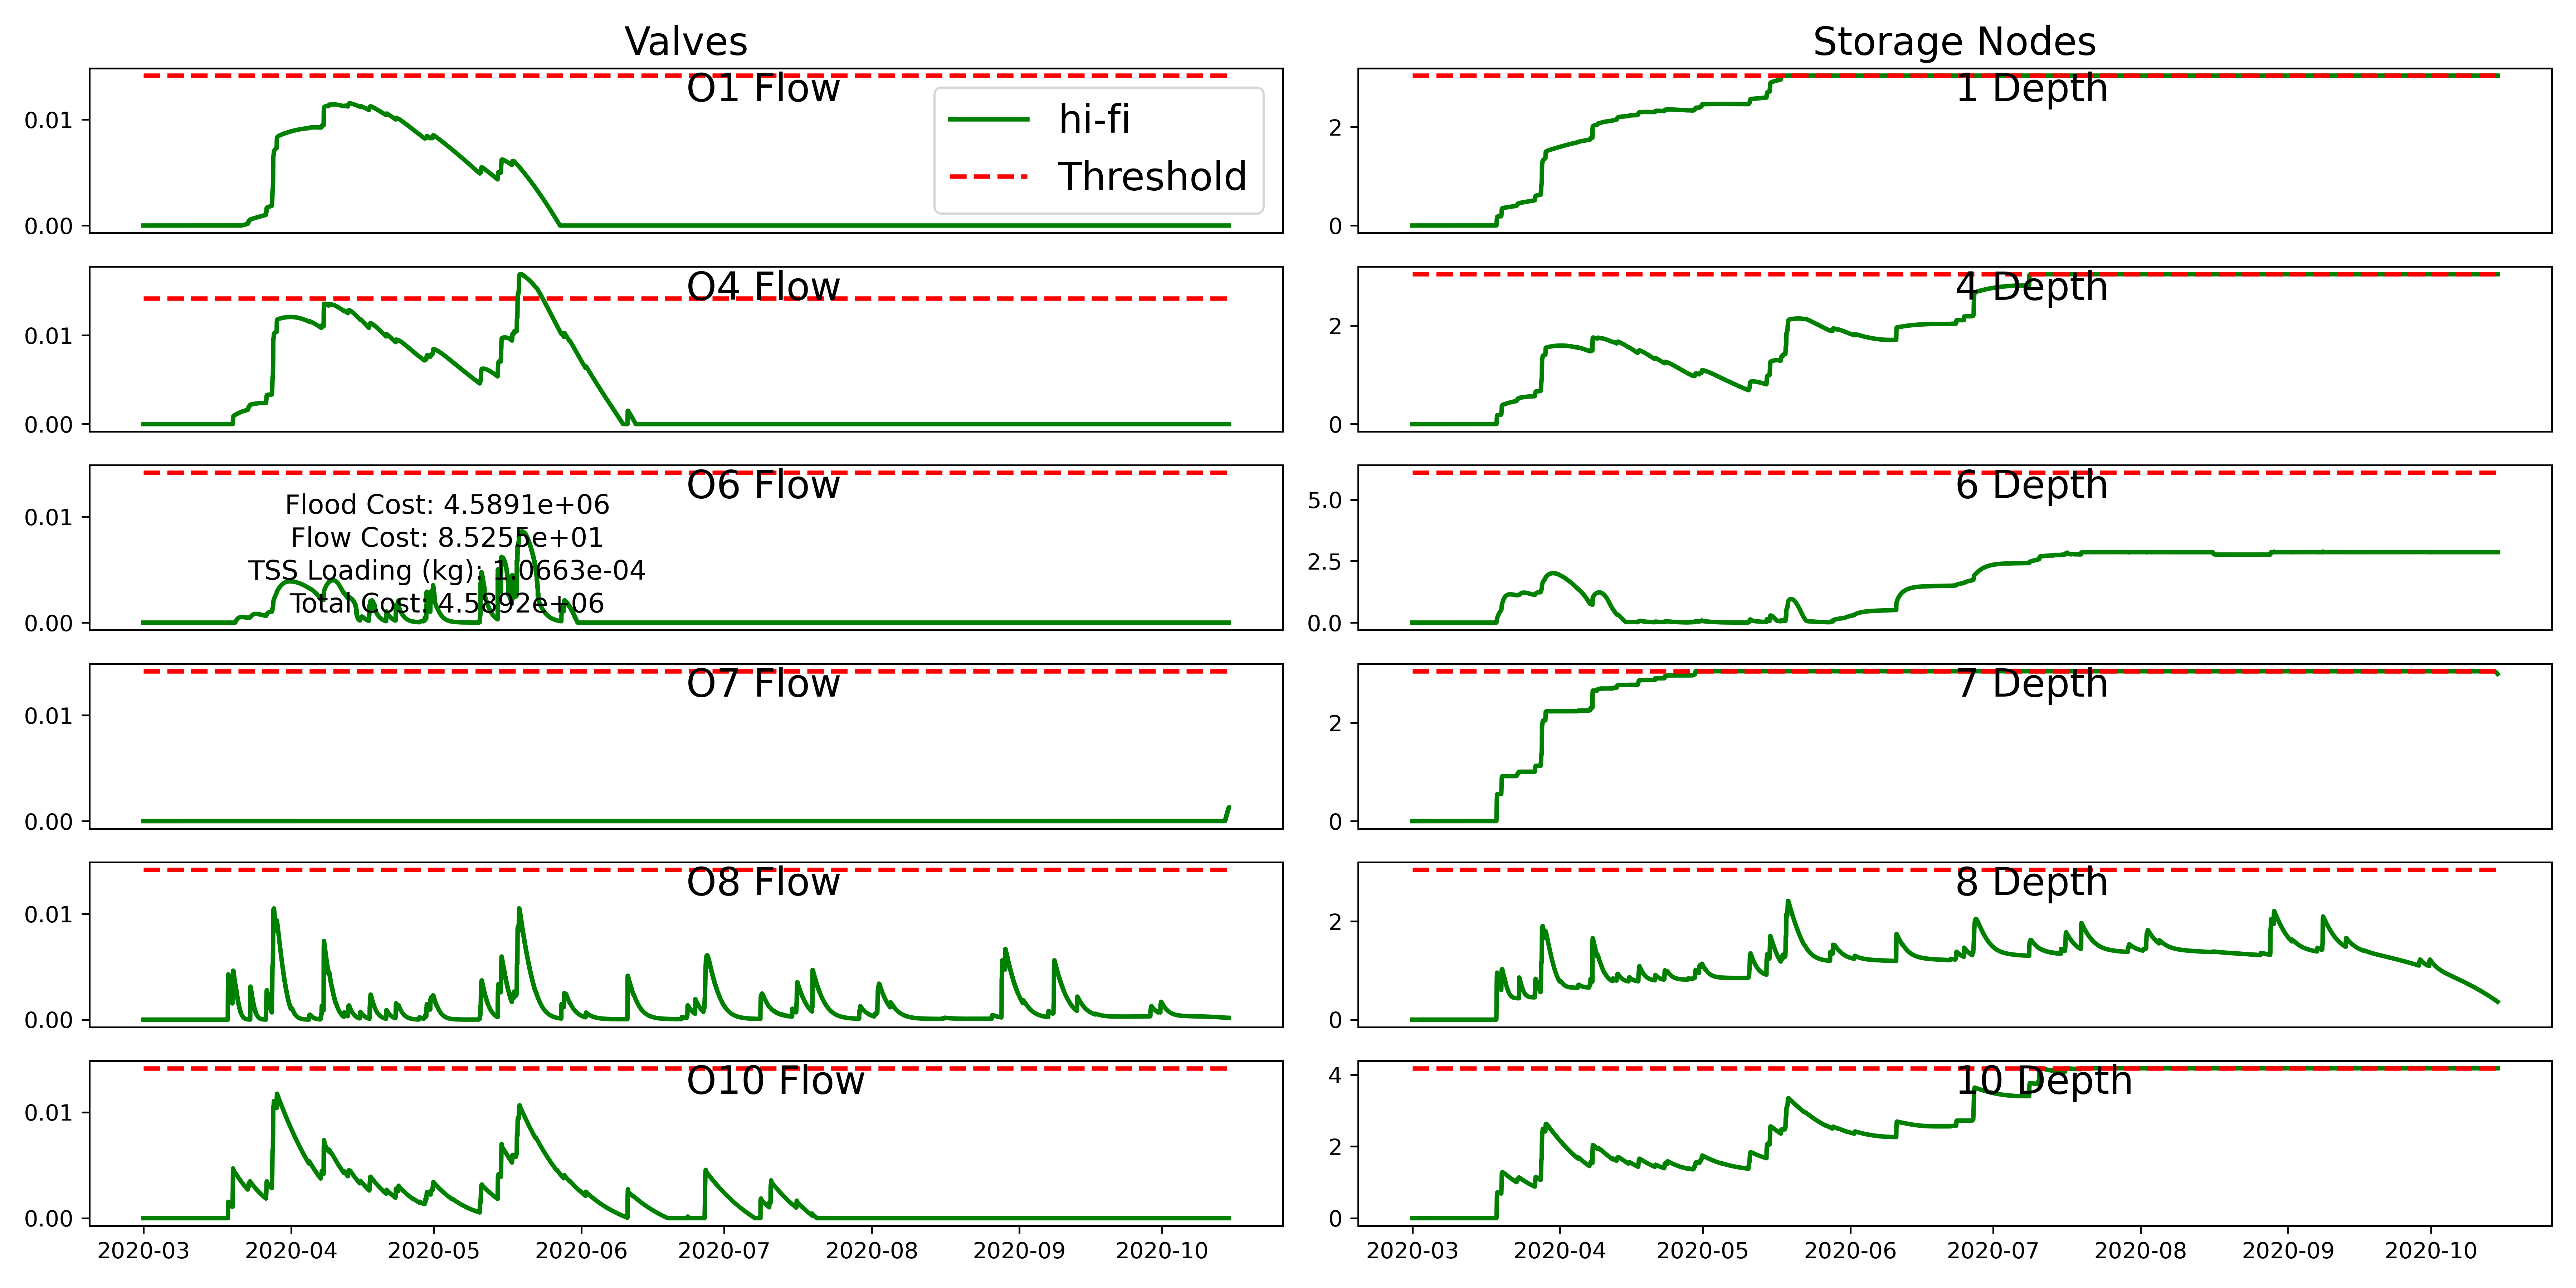 Valves
Storage Nodes
O1 Flow
hi-fi
Threshold
0.01
0.00
1 Depth
2
0
O4 Flow
0.01
0.00
4 Depth
2
0
O6 Flow
0.01
0.00
Flood Cost: 4.5891e+06
Flow Cost: 8.5255e+01
TSS Loading (kg): 1.0663e-04
Total Cost: 4.5892e+06
6 Depth
5.0
2.5
0.0
O7 Flow
0.01
0.00
7 Depth
2
0
O8 Flow
0.01
0.00
8 Depth
2
0
O10 Flow
0.01
0.00
2020-03 2020-04 2020-05 2020-06 2020-07 2020-08 2020-09 2020-10
10 Depth
4
2
0
2020-03 2020-04 2020-05 2020-06 2020-07 2020-08 2020-09 2020-10